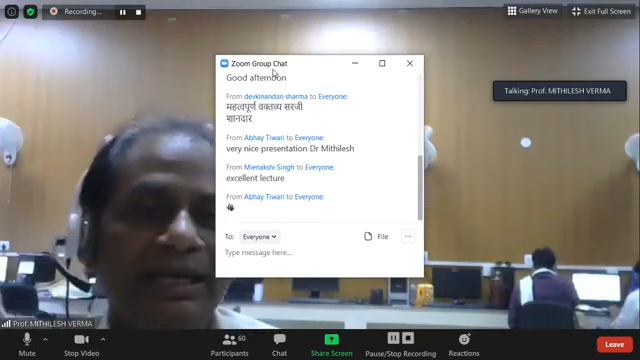 Recording...
Gallery View
Exit Full Screen
Zoom Group Chat
Good afternoon
From devkinandan sharma to Everyone:
महत्वपूर्ण वक्तव्य सरजी
शानदार
From Abhay Tiwari to Everyone:
very nice presentation Dr Mithilesh
From Mienakshi Singh to Everyone:
excellent lecture
From Abhay Tiwari to Everyone:
To: Everyone
File
Type message here...
Talking: Prof. MITHILESH VERMA
Prof. MITHILESH VERMA
Mute
Stop Video
60
Participants
Chat
Share Screen
Pause/Stop Recording
Reactions
Leave